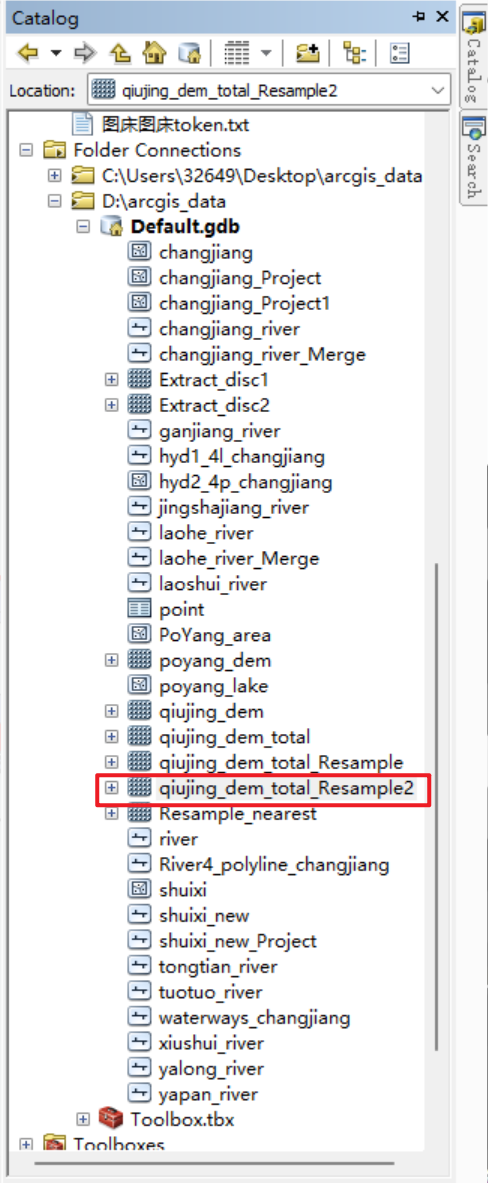 Catalog
Location: qiujing_dem_total_Resample2
图床图床token.txt
Folder Connections
C:\Users\32649\Desktop\arcgis_data
D:\arcgis_data
Default.gdb
changjiang
changjiang_Project
changjiang_Project1
changjiang_river
changjiang_river_Merge
Extract_disc1
Extract_disc2
ganjiang_river
hyd1_4l_changjiang
hyd2_4p_changjiang
jingshajiang_river
laohe_river
laohe_river_Merge
laoshui_river
point
PoYang_area
poyang_dem
poyang_lake
qiujing_dem
qiujing_dem_total
qiujing_dem_total_Resample
qiujing_dem_total_Resample2
Resample_nearest
river
River4_polyline_changjiang
shuixi
shuixi_new
shuixi_new_Project
tongtian_river
tuotuo_river
waterways_changjiang
xiushui_river
yalong_river
yapan_river
Toolbox.tbx
Toolboxes
Catalog
Search